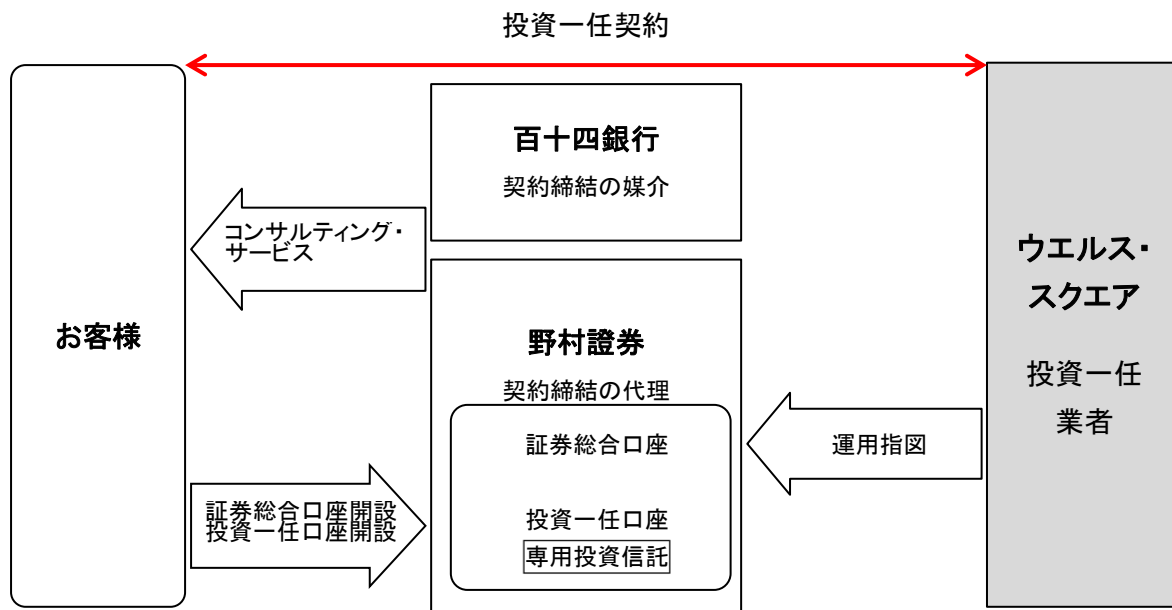 投資一任契約
百十四銀行
契約締結の媒介
コンサルティング・
サービス
お客様
野村證券
契約締結の代理
証券総合口座
投資一任口座
専用投資信託
証券総合口座開設
投資一任口座開設
運用指図
ウエルス・
スクエア
投資一任
業者